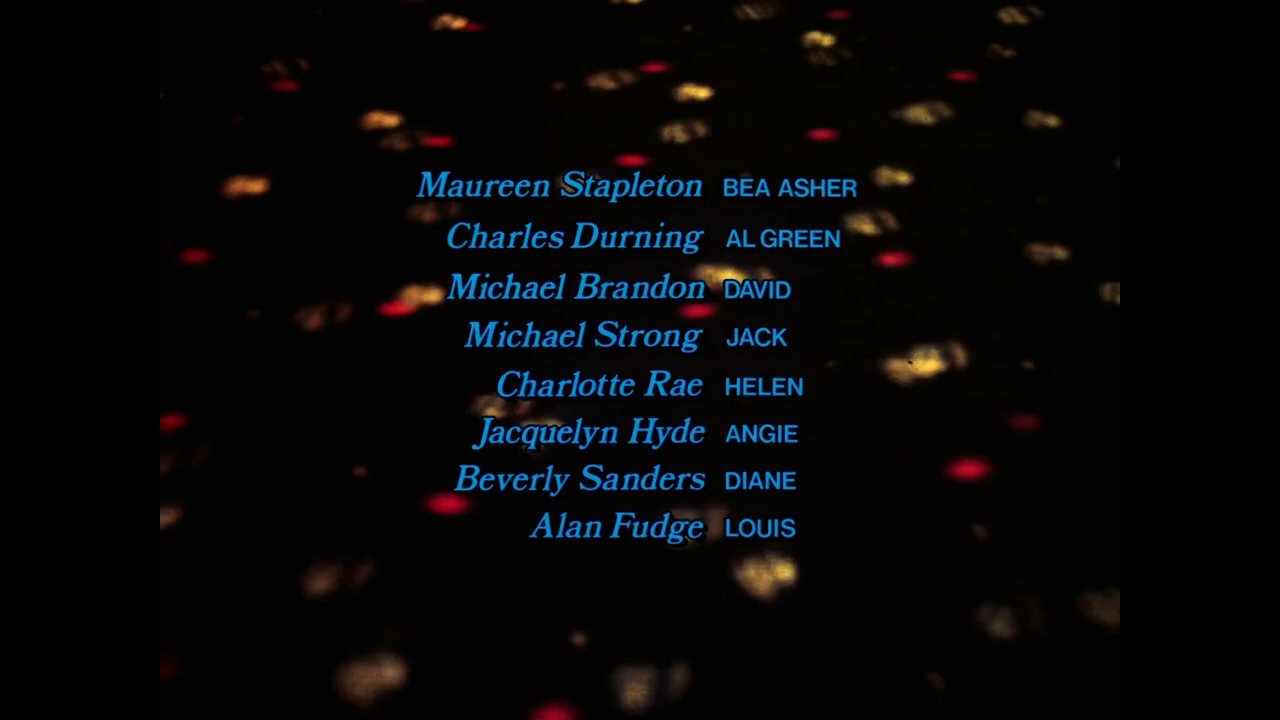 Maureen Stapleton BEA ASHER
Charles Durning AL GREEN
Michael Brandon DAVID
Michael Strong JACK
Charlotte Rae HELEN
Jacquelyn Hyde ANGIE
Beverly Sanders DIANE
Alan Fudge LOUIS